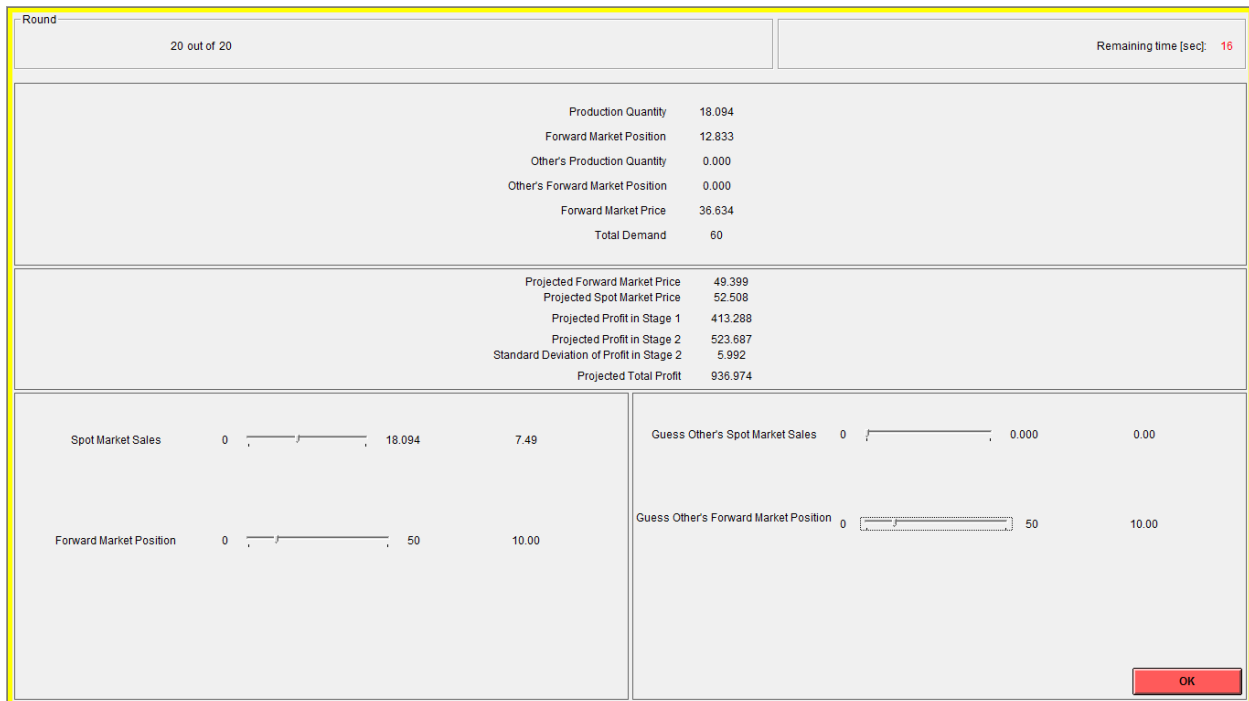 Round
20 out of 20
Remaining time [sec]: 16
Production Quantity 18.094
Forward Market Position 12.833
Other's Production Quantity 0.000
Other's Forward Market Position 0.000
Forward Market Price 36.634
Total Demand 60
Projected Forward Market Price 49.399
Projected Spot Market Price 52.508
Projected Profit in Stage 1 413.288
Projected Profit in Stage 2 523.687
Standard Deviation of Profit in Stage 2 5.992
Projected Total Profit 936.974
Spot Market Sales 0 18.094 7.49
Forward Market Position 0 50 10.00
Guess Other's Spot Market Sales 0 0.000 0.00
Guess Other's Forward Market Position 0 50 10.00
OK